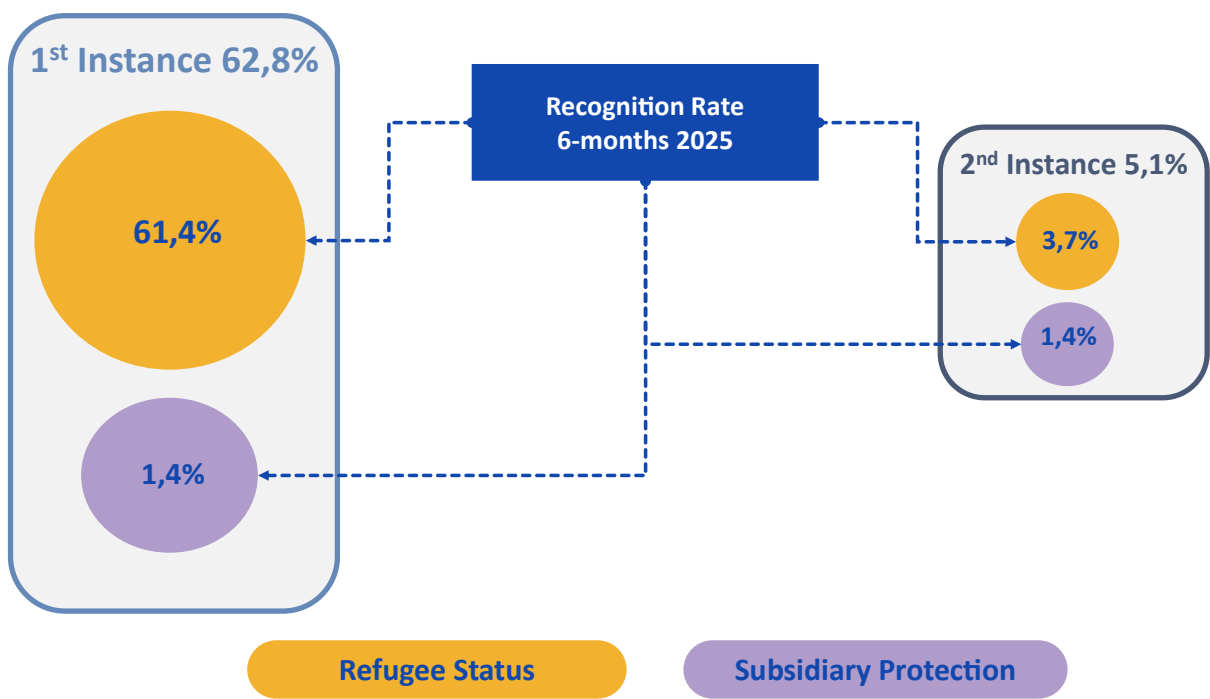 1st Instance 62,8%
61,4%
1,4%
Recognition Rate
6-months 2025
2nd Instance 5,1%
3,7%
1,4%
Refugee Status
Subsidiary Protection